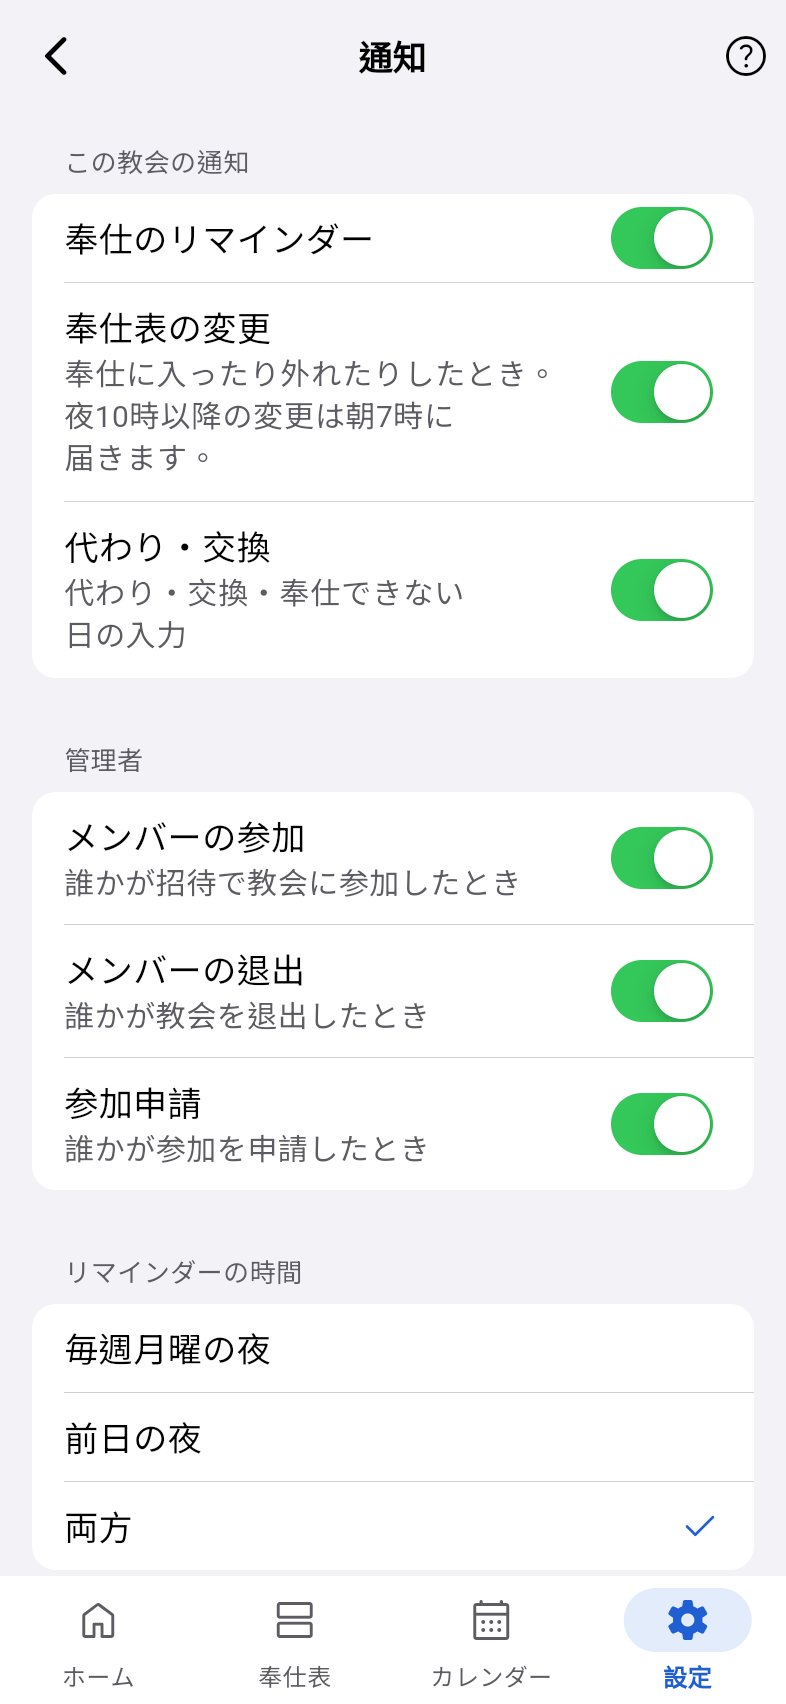 通知
この教会の通知
奉仕のリマインダー
奉仕表の変更
奉仕に入ったり外れたりしたとき。
夜10時以降の変更は朝7時に
届きます。
代わり・交換
代わり・交換・奉仕できない
日の入力
管理者
メンバーの参加
誰かが招待で教会に参加したとき
メンバーの退出
誰かが教会を退出したとき
参加申請
誰かが参加を申請したとき
リマインダーの時間
毎週月曜の夜
前日の夜
両方
ホーム
奉仕表
カレンダー
設定